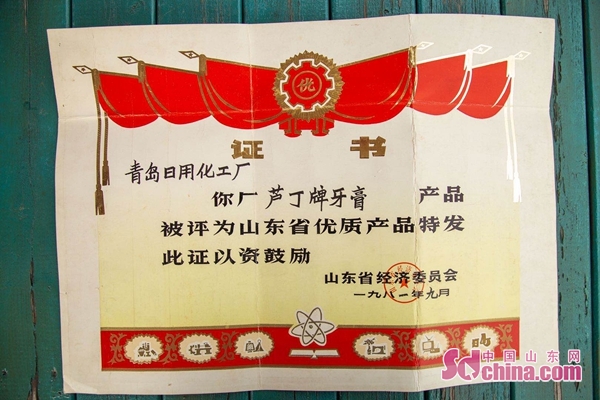 优
证 书
青岛日用化工厂
你厂芦丁牌牙膏 产品
被评为山东省优质产品特发
此证以资鼓励
山东省经济委员会
一九八一年九月
中国山东网
Sdchina.com